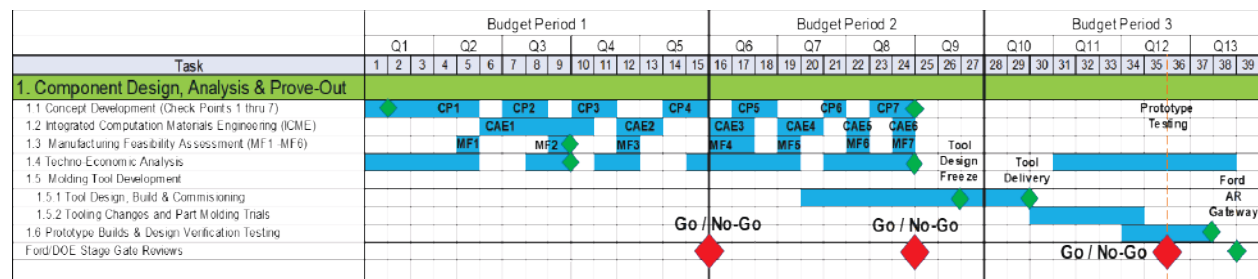 Budget Period 1 Budget Period 2 Budget Period 3
Q1 Q2 Q3 Q4 Q5 Q6 Q7 Q8 Q9 Q10 Q11 Q12 Q13
Task 1 2 3 4 5 6 7 8 9 10 11 12 13 14 15 16 17 18 19 20 21 22 23 24 25 26 27 28 29 30 31 32 33 34 35 36 37 38 39
1. Component Design, Analysis & Prove-Out
1.1 Concept Development (Check Points 1 thru 7) CP1 CP2 CP3 CP4 CP5 CP6 CP7 Prototype
1.2 Integrated Computation Materials Engineering (ICME) CAE1 CAE2 CAE3 CAE4 CAE5 CAE6 Testing
1.3 Manufacturing Feasibility Assessment (MF1 -MF6) MF1 MF2 MF3 MF4 MF5 MF6 MF7 Tool
1.4 Techno-Economic Analysis Design Tool
1.5 Molding Tool Development Freeze Delivery Ford
1.5.1 Tool Design, Build & Commisioning AR
1.5.2 Tooling Changes and Part Molding Trials Gateway
1.6 Prototype Builds & Design Verification Testing Go / No-Go Go / No-Go
Ford/DOE Stage Gate Reviews Go / No-Go